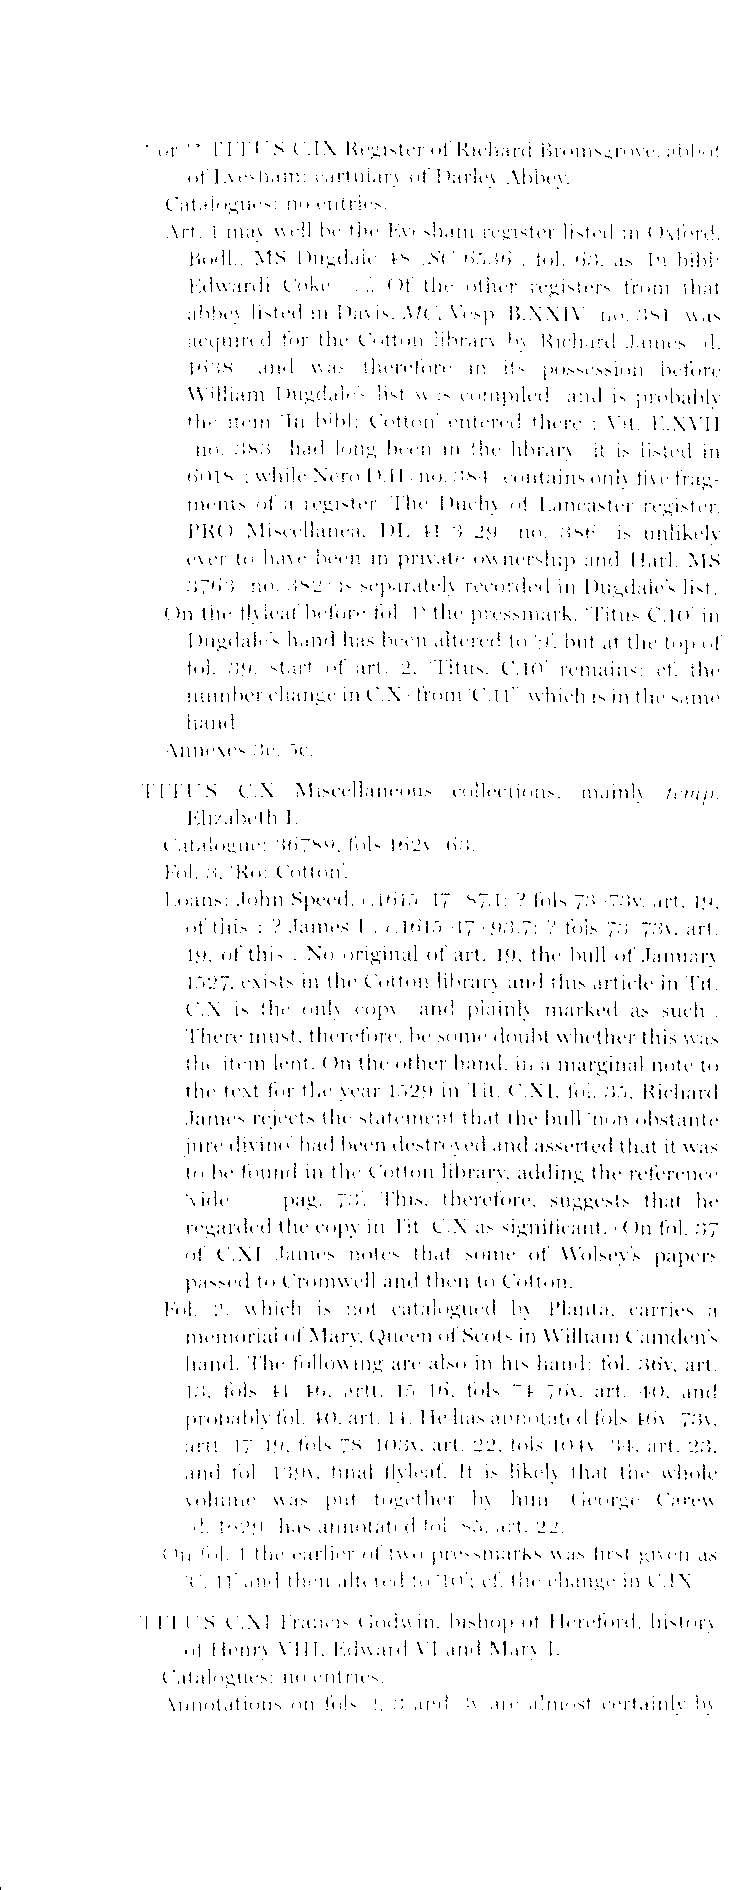 * or ** TITUS C.IX Register of Richard Bromsgrove, abbot
of Evesham; cartulary of Darley Abbey.
Catalogues: no entries.
Art. 1 may well be the Evesham register listed in Oxford,
Bodl., MS Dugdale 48 (SC 6536), fol. 63, as 'In bibl:
Edwardi Coke . . .'. Of the other registers from that
abbey listed in Davis, MC, Vesp. B.XXIV (no. 381) was
acquired for the Cotton library by Richard James (d.
1638) and was therefore in its possession before
William Dugdale's list was compiled (and is probably
the item 'In bibl: Cotton' entered there); Vit. E.XVII
(no. 383) had long been in the library (it is listed in
6018); while Nero D.III (no. 384) contains only five frag-
ments of a register. The Duchy of Lancaster register,
PRO Miscellanea, DL 41/3/29 (no. 386) is unlikely
ever to have been in private ownership and Harl. MS
3763 (no. 382) is separately recorded in Dugdale's list.
On the flyleaf before fol. 1* the pressmark, 'Titus C.10' in
Dugdale's hand has been altered to '9', but at the top of
fol. 39, start of art. 2, 'Titus, C.10' remains: cf. the
number change in C.X (from 'C.11') which is in the same
hand.
Annexes 3e, 5c.
TITUS C.X Miscellaneous collections, mainly temp.
Elizabeth I.
Catalogue: 36789, fols 162v–63.
Fol. 3, 'Ro: Cotton'.
Loans: John Speed, c.1615–17 (87.1: ? fols 73–73v, art. 19,
of this); ? James I, c.1615–17 (93.7: ? fols 73–73v, art.
19, of this). No original of art. 19, the bull of January
1527, exists in the Cotton library and this article in Tit.
C.X is the only copy (and plainly marked as such).
There must, therefore, be some doubt whether this was
the item lent. On the other hand, in a marginal note to
the text for the year 1529 in Tit. C.XI, fol. 35, Richard
James rejects the statement that the bull 'non obstante
jure divino' had been destroyed and asserted that it was
to be found in the Cotton library, adding the reference
'vide . . . pag. 73'. This, therefore, suggests that he
regarded the copy in Tit. C.X as significant. (On fol. 37
of C.XI James notes that some of Wolsey's papers
passed to Cromwell and then to Cotton.)
Fol. 2, which is not catalogued by Planta, carries a
memorial of Mary, Queen of Scots in William Camden's
hand. The following are also in his hand: fol. 36v, art.
13, fols 41–46, artt. 15–16, fols 74–76v, art. 40, and
probably fol. 40, art. 14. He has annotated fols 46v–73v,
artt. 17–19, fols 78–103v, art. 22, fols 104v–34, art. 23,
and fol. 139v, final flyleaf. It is likely that the whole
volume was put together by him. George Carew
(d. 1629) has annotated fol. 85, art. 22.
On fol. 1 the earlier of two pressmarks was first given as
'C. 11' and then altered to '10'; cf. the change in C.IX.
TITUS C.XI Francis Godwin, bishop of Hereford, history
of Henry VIII, Edward VI and Mary I.
Catalogues: no entries.
Annotations on fols 2, 3 and 3v are almost certainly by